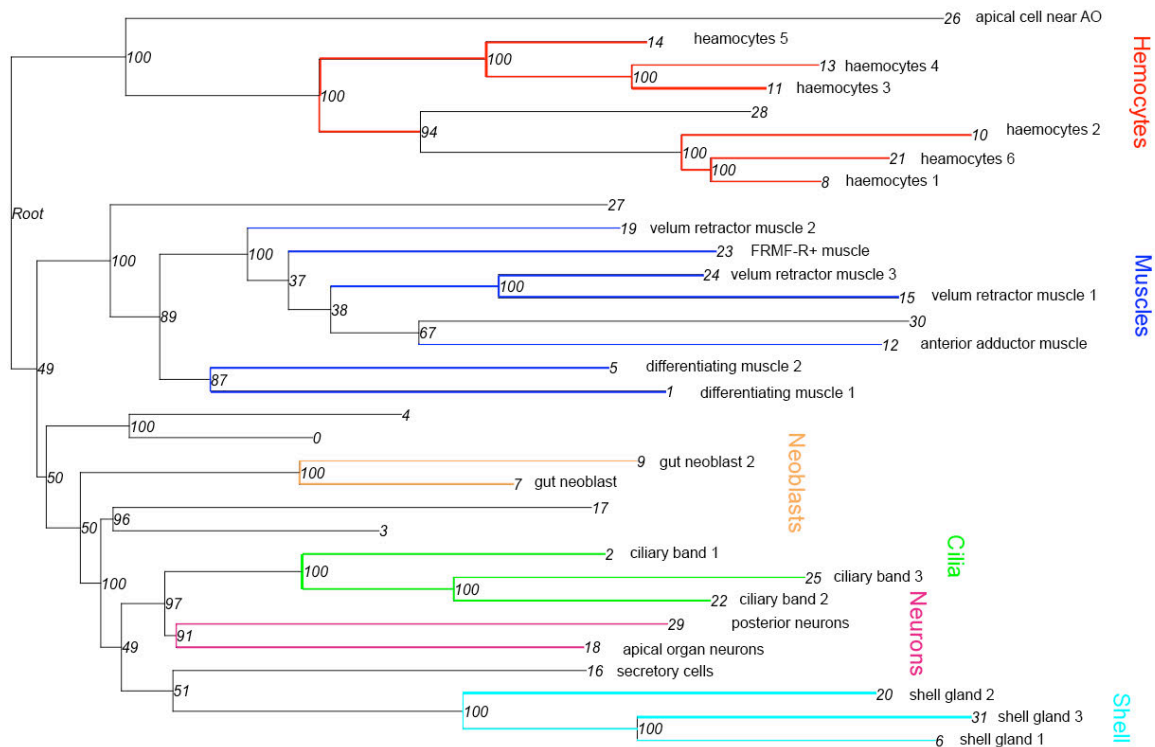 26 apical cell near AO
14 heamocytes 5
100
100
13 haemocytes 4
100
11 haemocytes 3
100
28
94
10 haemocytes 2
100
21 heamocytes 6
100
8 haemocytes 1
Hemocytes
27
Root
19 velum retractor muscle 2
100
100
23 FRMF-R+ muscle
37
24 velum retractor muscle 3
100
15 velum retractor muscle 1
38
89
30
67
12 anterior adductor muscle
Muscles
49
5 differentiating muscle 2
87
1 differentiating muscle 1
4
100
0
9 gut neoblast 2
100
50
7 gut neoblast
Neoblasts
17
96
50
3
2 ciliary band 1
100
25 ciliary band 3
100
100
22 ciliary band 2
Cilia
97
29 posterior neurons
91
18 apical organ neurons
Neurons
49
16 secretory cells
51
20 shell gland 2
100
31 shell gland 3
100
6 shell gland 1
Shell